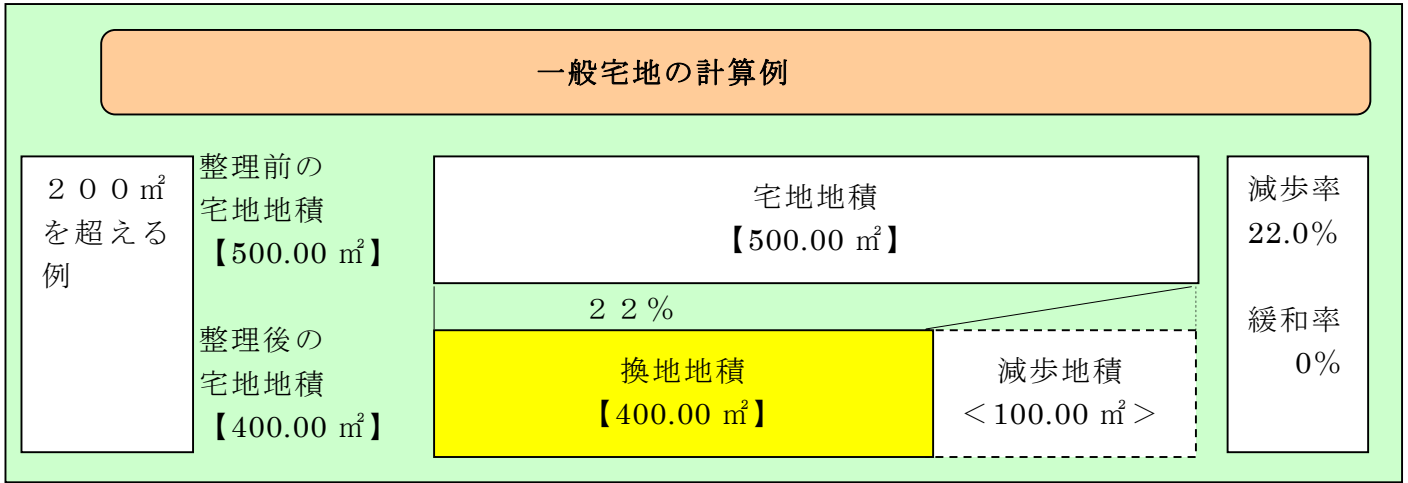 一般宅地の計算例
２００㎡
を超える
例
整理前の
宅地地積
【500.00 ㎡】
宅地地積
【500.00 ㎡】
減歩率
22.0％
２２％
緩和率
0％
整理後の
宅地地積
【400.00 ㎡】
換地地積
【400.00 ㎡】
減歩地積
＜100.00 ㎡＞